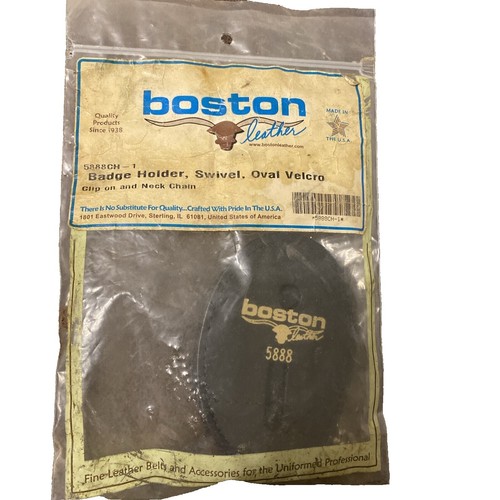 boston
leather
www.bostonleather.com
Quality
Products
Since 1938
MADE IN
THE U.S.A.
5888CH-1
Badge Holder, Swivel, Oval Velcro
Clip on and Neck Chain
*5888CH-1*
There is No Substitute For Quality...Crafted With Pride In The U.S.A.
1801 Eastwood Drive, Sterling, IL 61081, United States of America
boston
leather
5888
Fine Leather Belts and Accessories for the Uniformed Professional